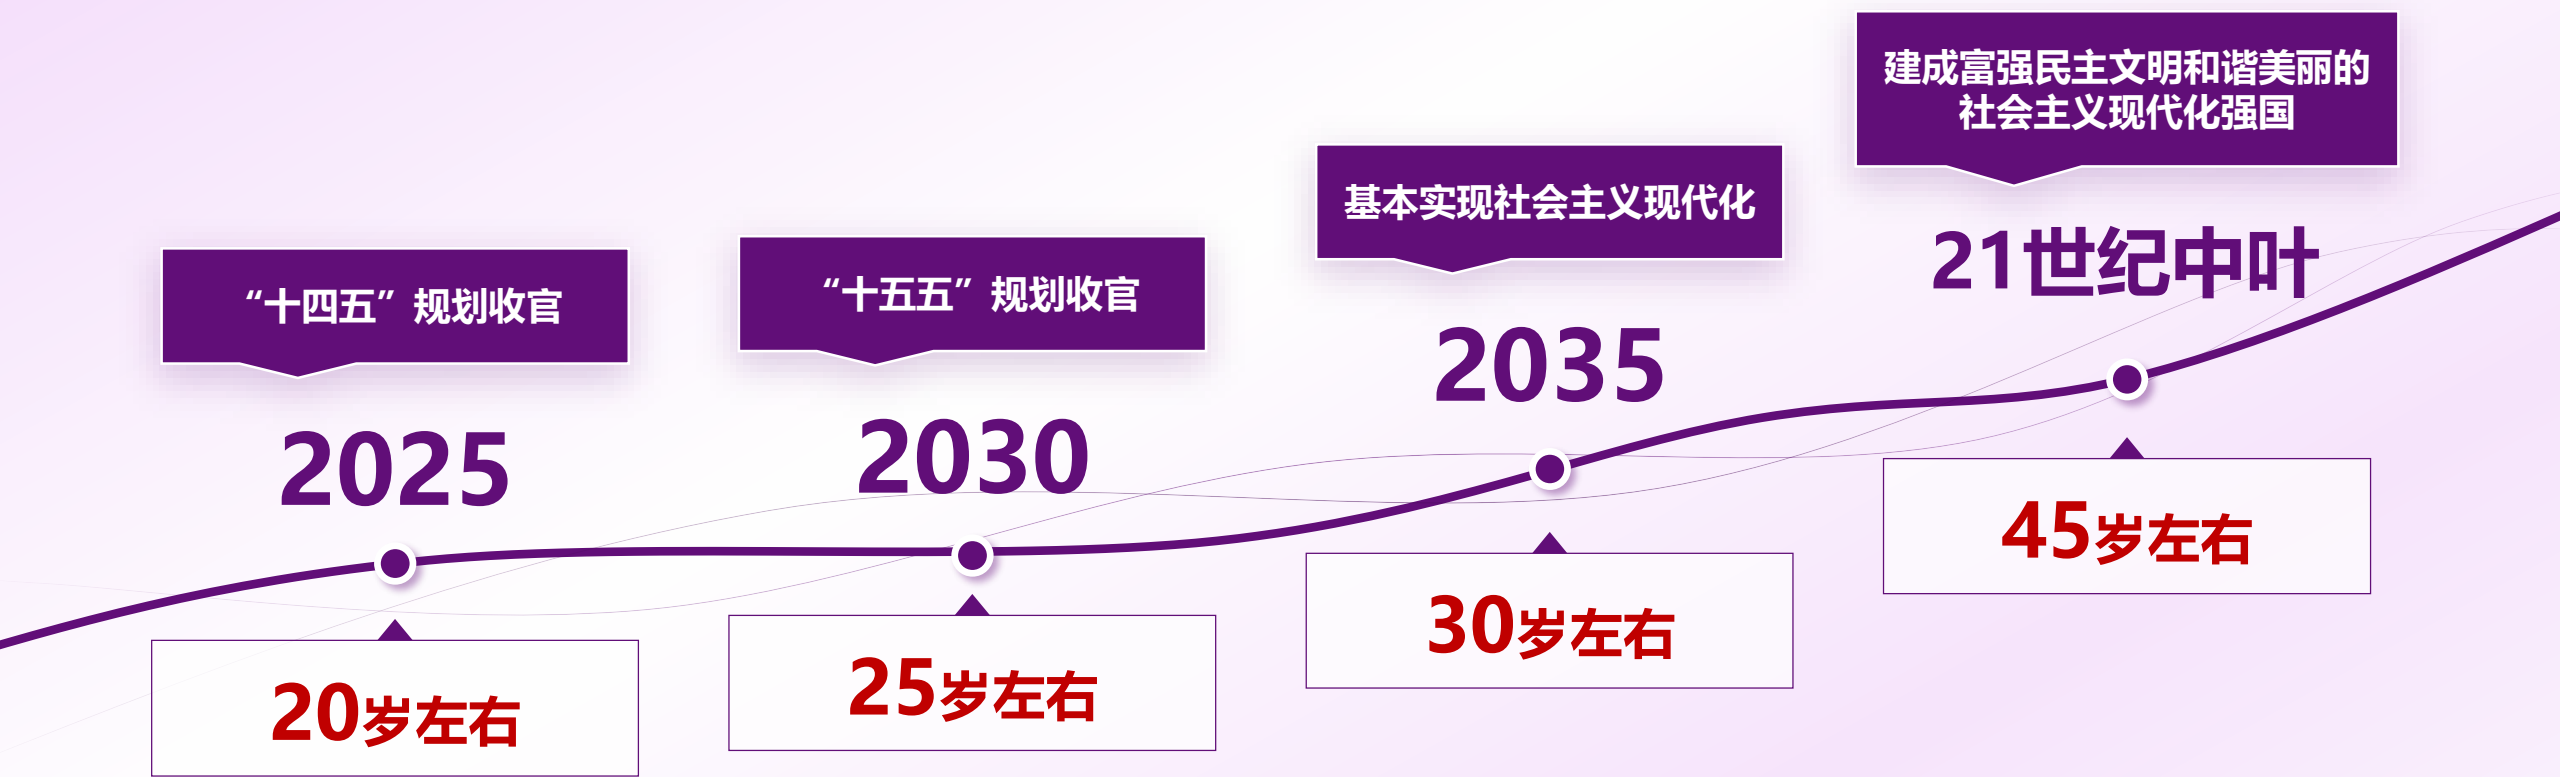 “十四五”规划收官
2025
20岁左右
“十五五”规划收官
2030
25岁左右
基本实现社会主义现代化
2035
30岁左右
建成富强民主文明和谐美丽的
社会主义现代化强国
21世纪中叶
45岁左右